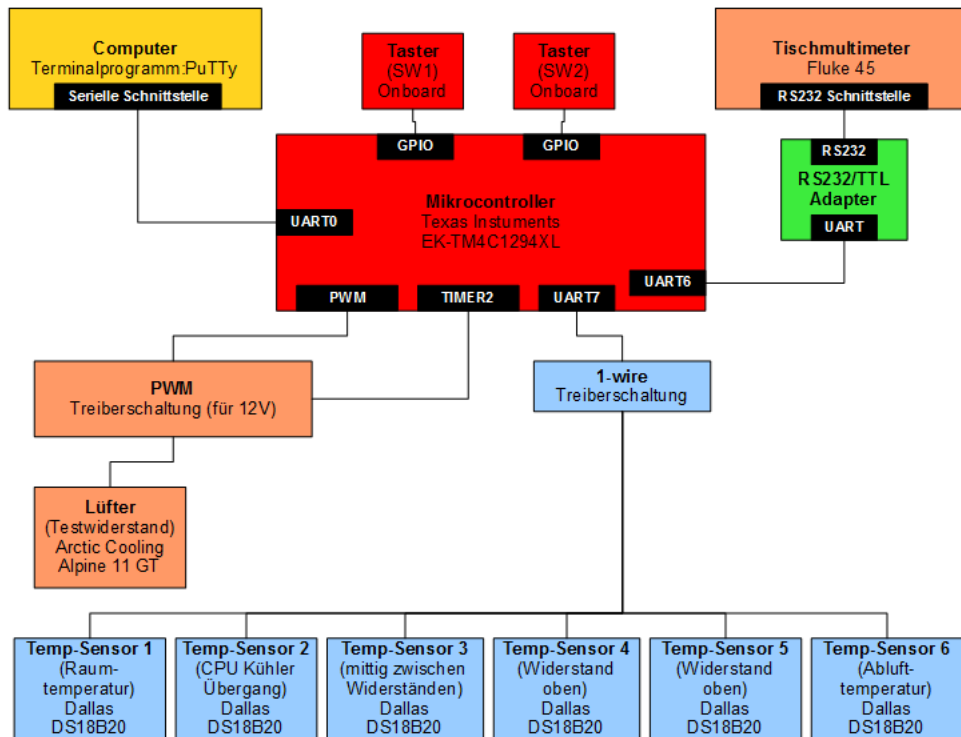 Computer
Terminalprogramm:PuTTy
Serielle Schnittstelle
Taster
(SW1)
Onboard
Taster
(SW2)
Onboard
Tischmultimeter
Fluke 45
RS232 Schnittstelle
GPIO
GPIO
RS232
RS232/TTL
Adapter
UART
Mikrocontroller
Texas Instuments
EK-TM4C1294XL
UART0
UART6
PWM
TIMER2
UART7
PWM
Treiberschaltung (für 12V)
1-wire
Treiberschaltung
Lüfter
(Testwiderstand)
Arctic Cooling
Alpine 11 GT
Temp-Sensor 1
(Raum-
temperatur)
Dallas
DS18B20
Temp-Sensor 2
(CPU Kühler
Übergang)
Dallas
DS18B20
Temp-Sensor 3
(mittig zwischen
Widerständen)
Dallas
DS18B20
Temp-Sensor 4
(Widerstand
oben)
Dallas
DS18B20
Temp-Sensor 5
(Widerstand
oben)
Dallas
DS18B20
Temp-Sensor 6
(Abluft-
temperatur)
Dallas
DS18B20